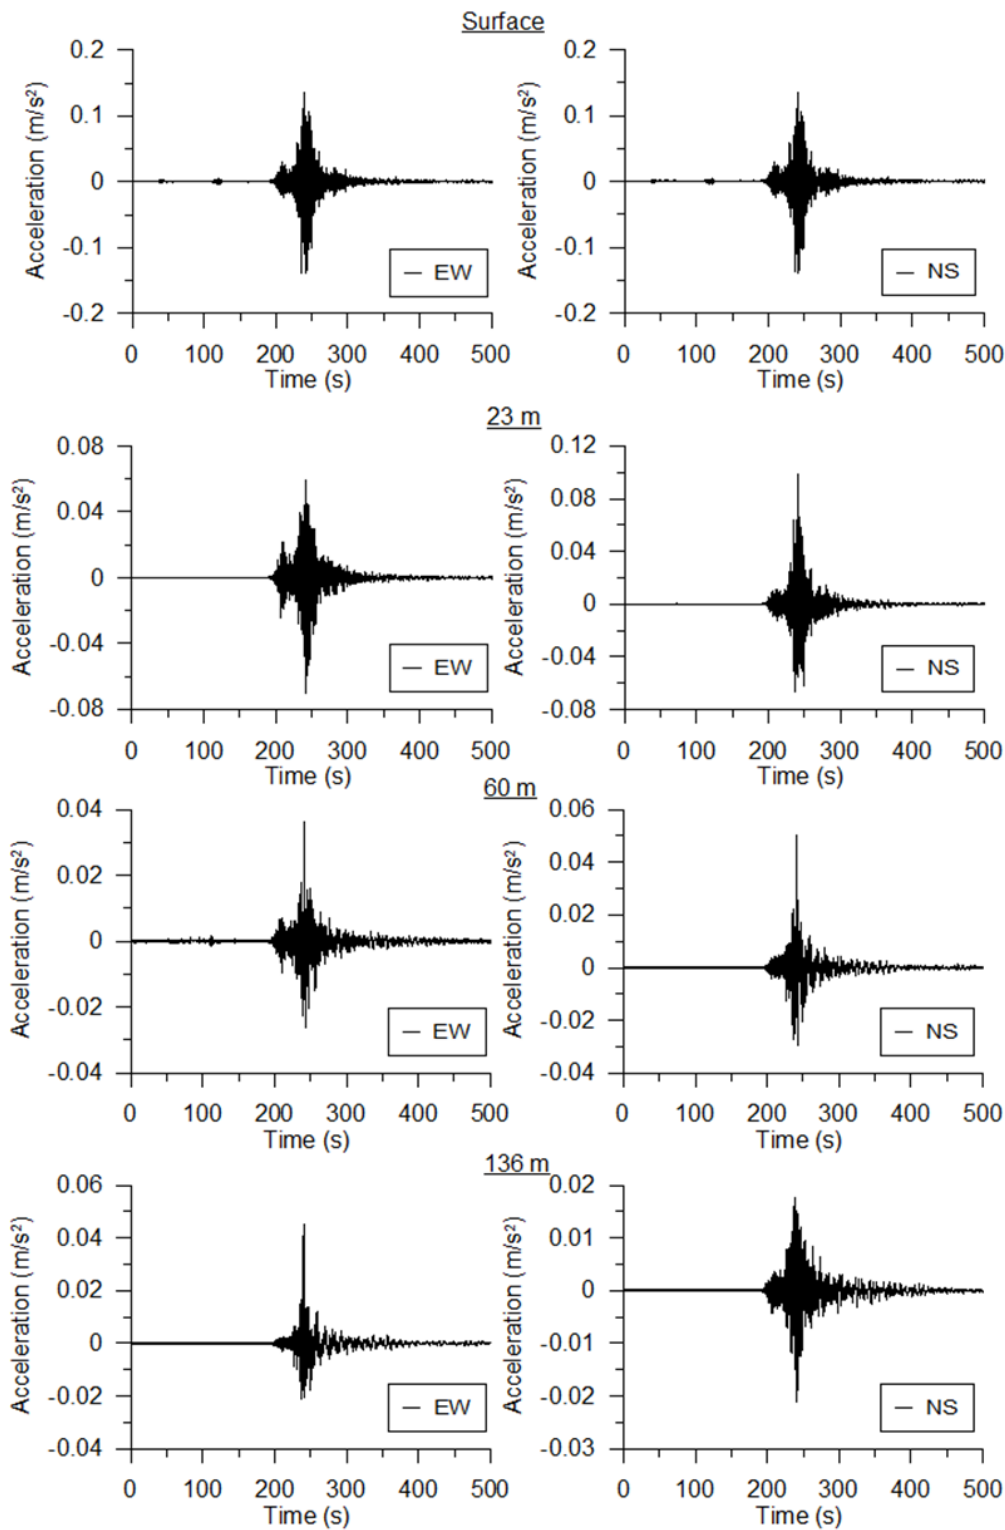 Surface
Acceleration (m/s²)
0.2
0.1
0
-0.1
-0.2
EW
0 100 200 300 400 500
Time (s)
Acceleration (m/s²)
0.2
0.1
0
-0.1
-0.2
NS
0 100 200 300 400 500
Time (s)
23 m
Acceleration (m/s²)
0.08
0.04
0
-0.04
-0.08
EW
0 100 200 300 400 500
Time (s)
Acceleration (m/s²)
0.12
0.08
0.04
0
-0.04
-0.08
NS
0 100 200 300 400 500
Time (s)
60 m
Acceleration (m/s²)
0.04
0.02
0
-0.02
-0.04
EW
0 100 200 300 400 500
Time (s)
Acceleration (m/s²)
0.06
0.04
0.02
0
-0.02
-0.04
NS
0 100 200 300 400 500
Time (s)
136 m
Acceleration (m/s²)
0.06
0.04
0.02
0
-0.02
-0.04
EW
0 100 200 300 400 500
Time (s)
Acceleration (m/s²)
0.02
0.01
0
-0.01
-0.02
-0.03
NS
0 100 200 300 400 500
Time (s)